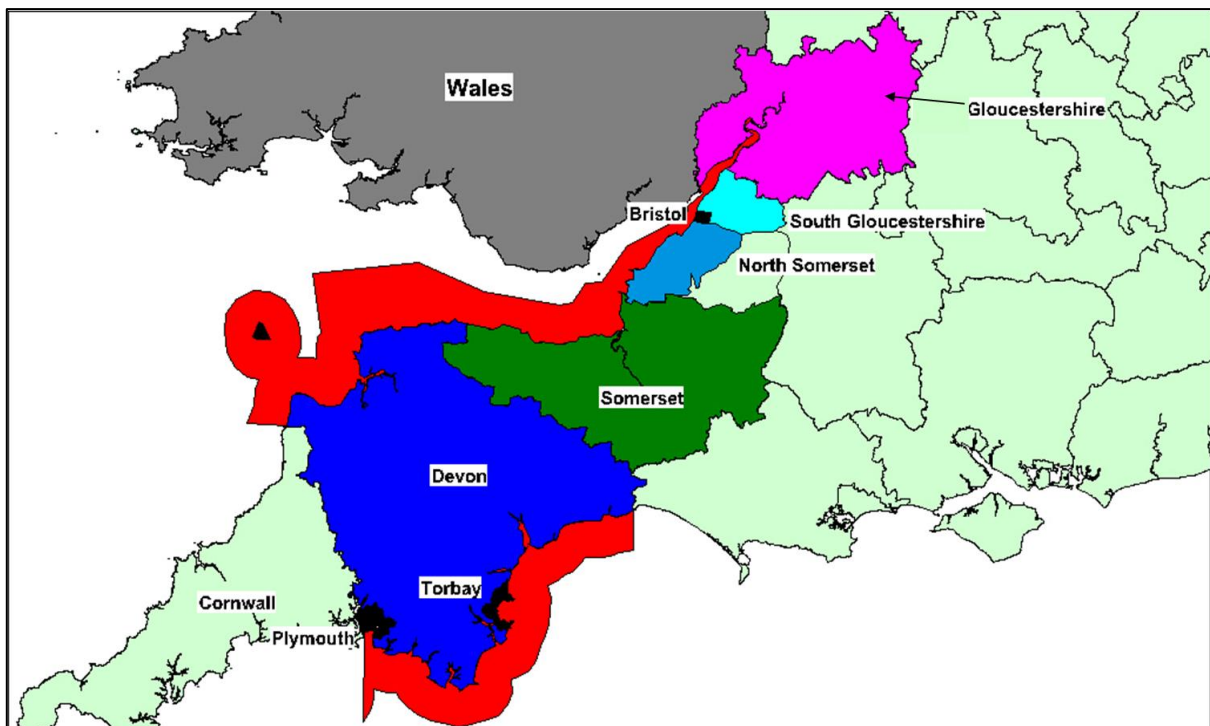 Wales
Gloucestershire
Bristol
South Gloucestershire
North Somerset
Somerset
Devon
Torbay
Cornwall
Plymouth